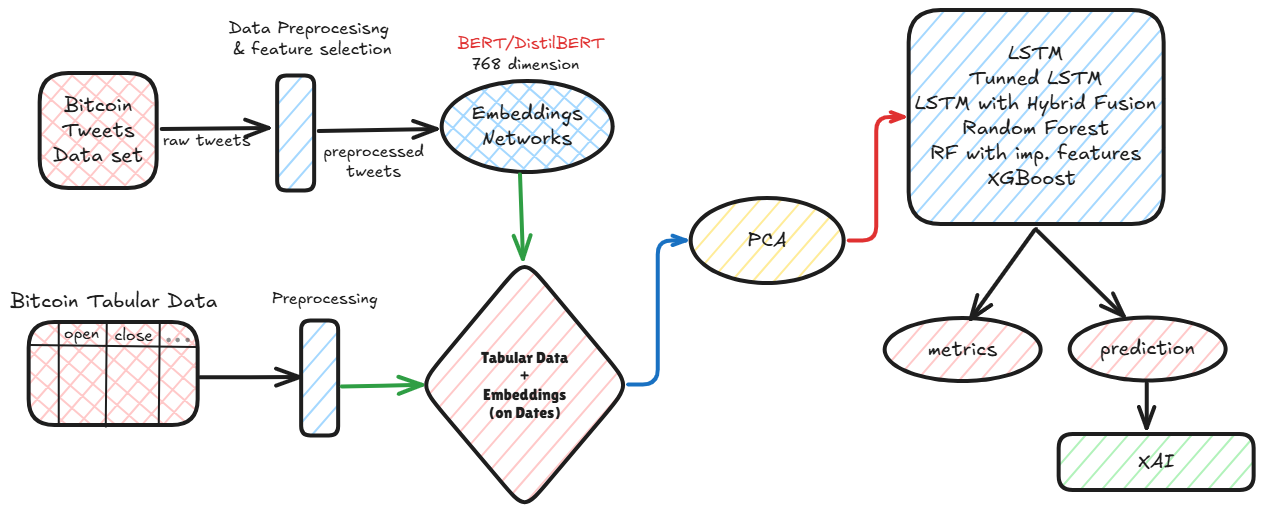 Data Preprocesisng
& feature selection
BERT/DistilBERT
768 dimension
Bitcoin
Tweets
Data set
raw tweets
preprocessed
tweets
Embeddings
Networks
LSTM
Tunned LSTM
LSTM with Hybrid Fusion
Random Forest
RF with imp. features
XGBoost
PCA
Bitcoin Tabular Data
open close ...
Preprocessing
Tabular Data
+
Embeddings
(on Dates)
metrics
prediction
XAI